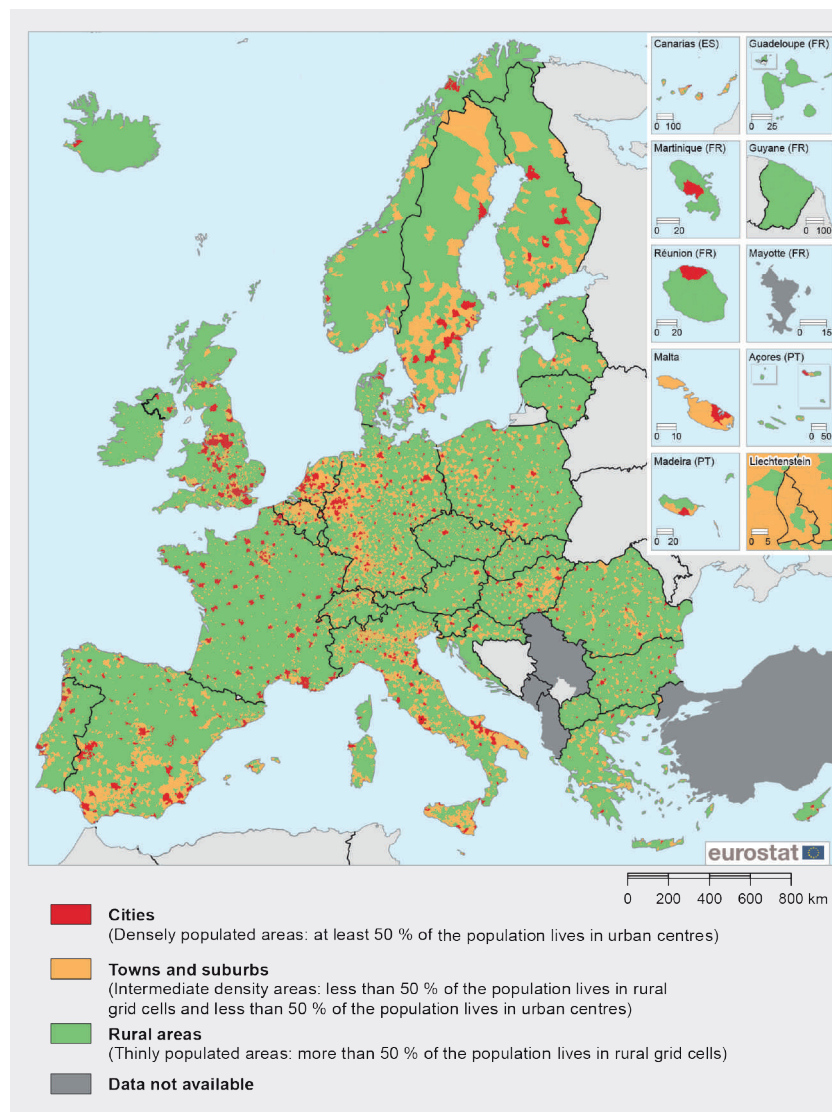 Canarias (ES)
0 100
Guadeloupe (FR)
0 25
Martinique (FR)
0 20
Guyane (FR)
0 100
Réunion (FR)
0 20
Mayotte (FR)
0 15
Malta
0 10
Açores (PT)
0 50
Madeira (PT)
0 20
Liechtenstein
0 5
eurostat
0 200 400 600 800 km
Cities
(Densely populated areas: at least 50 % of the population lives in urban centres)
Towns and suburbs
(Intermediate density areas: less than 50 % of the population lives in rural
grid cells and less than 50 % of the population lives in urban centres)
Rural areas
(Thinly populated areas: more than 50 % of the population lives in rural grid cells)
Data not available